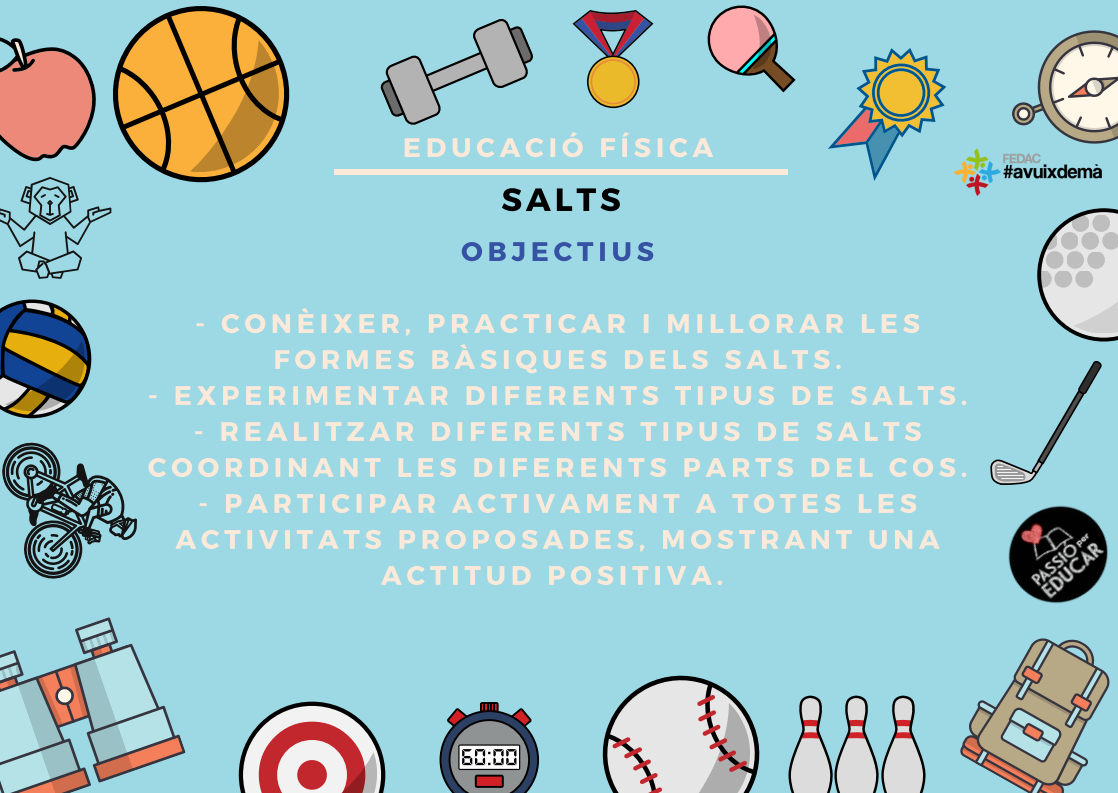 EDUCACIÓ FÍSICA
FEDAC
#avuixdemà
SALTS
OBJECTIUS
- CONÈIXER, PRACTICAR I MILLORAR LES
FORMES BÀSIQUES DELS SALTS.
- EXPERIMENTAR DIFERENTS TIPUS DE SALTS.
- REALITZAR DIFERENTS TIPUS DE SALTS
COORDINANT LES DIFERENTS PARTS DEL COS.
- PARTICIPAR ACTIVAMENT A TOTES LES
ACTIVITATS PROPOSADES, MOSTRANT UNA
ACTITUD POSITIVA.
PASSIÓ per
EDUCAR
60:00